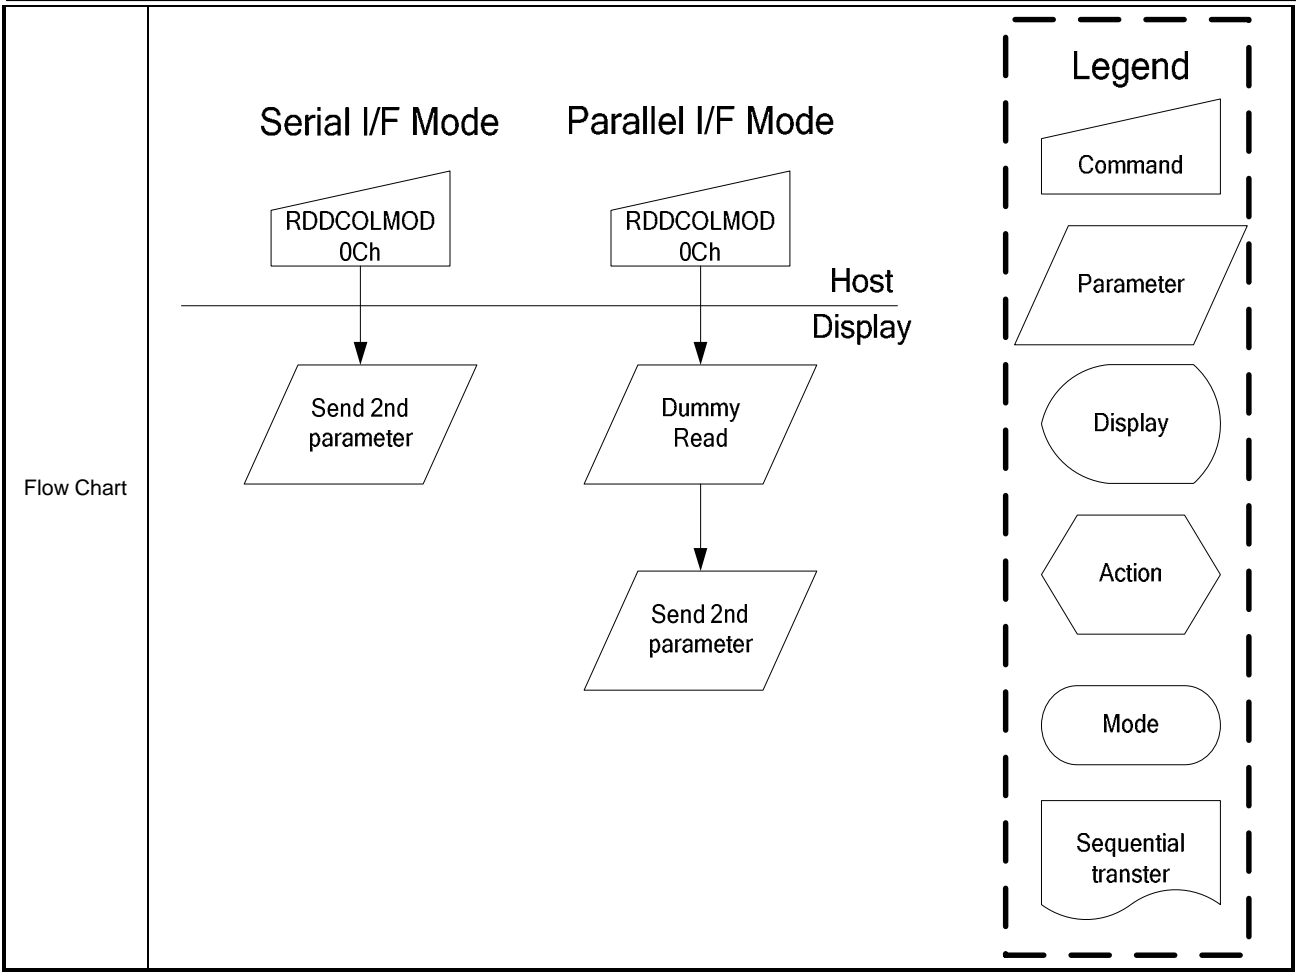 Flow Chart
Serial I/F Mode
Parallel I/F Mode
RDDCOLMOD
0Ch
RDDCOLMOD
0Ch
Host
Display
Send 2nd
parameter
Dummy
Read
Send 2nd
parameter
Legend
Command
Parameter
Display
Action
Mode
Sequential
transter